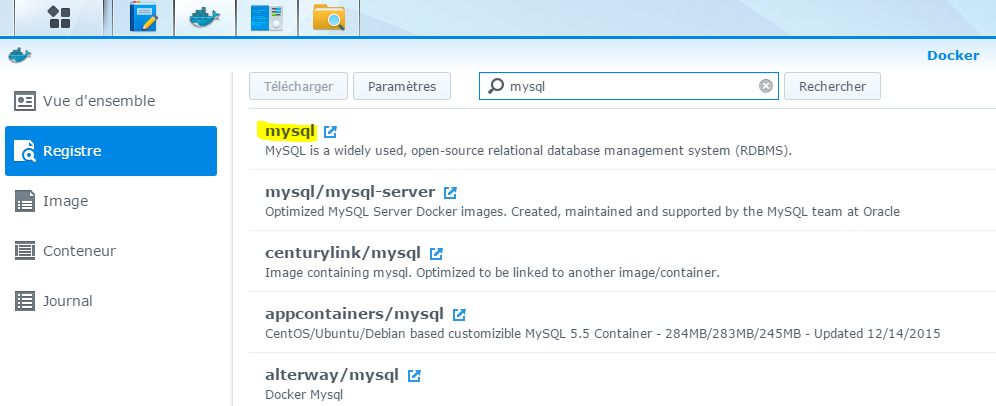 Docker
Vue d'ensemble
Registre
Image
Conteneur
Journal
Télécharger Paramètres mysql Rechercher
mysql
MySQL is a widely used, open-source relational database management system (RDBMS).
mysql/mysql-server
Optimized MySQL Server Docker images. Created, maintained and supported by the MySQL team at Oracle
centurylink/mysql
Image containing mysql. Optimized to be linked to another image/container.
appcontainers/mysql
CentOS/Ubuntu/Debian based customizible MySQL 5.5 Container - 284MB/283MB/245MB - Updated 12/14/2015
alterway/mysql
Docker Mysql